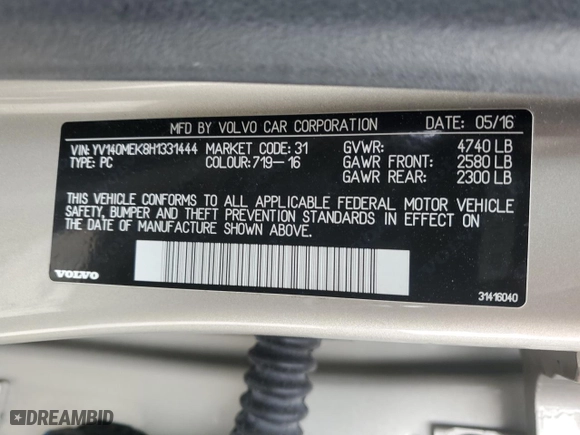 MFD BY VOLVO CAR CORPORATION DATE: 05/16
VIN: YV140MEK8H1331444 MARKET CODE: 31 GVWR: 4740 LB
TYPE: PC COLOUR: 719-16 GAWR FRONT: 2580 LB
GAWR REAR: 2300 LB
THIS VEHICLE CONFORMS TO ALL APPLICABLE FEDERAL MOTOR VEHICLE
SAFETY, BUMPER AND THEFT PREVENTION STANDARDS IN EFFECT ON
THE DATE OF MANUFACTURE SHOWN ABOVE.
VOLVO
31416040
DREAMBID